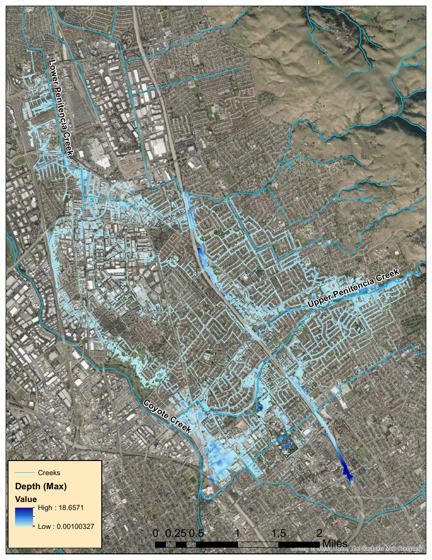 Lower Penitencia Creek
Upper Penitencia Creek
Coyote Creek
Creeks
Depth (Max)
Value
High : 18.6571
Low : 0.00100327
0 0.25 0.5 1 1.5 2
Miles